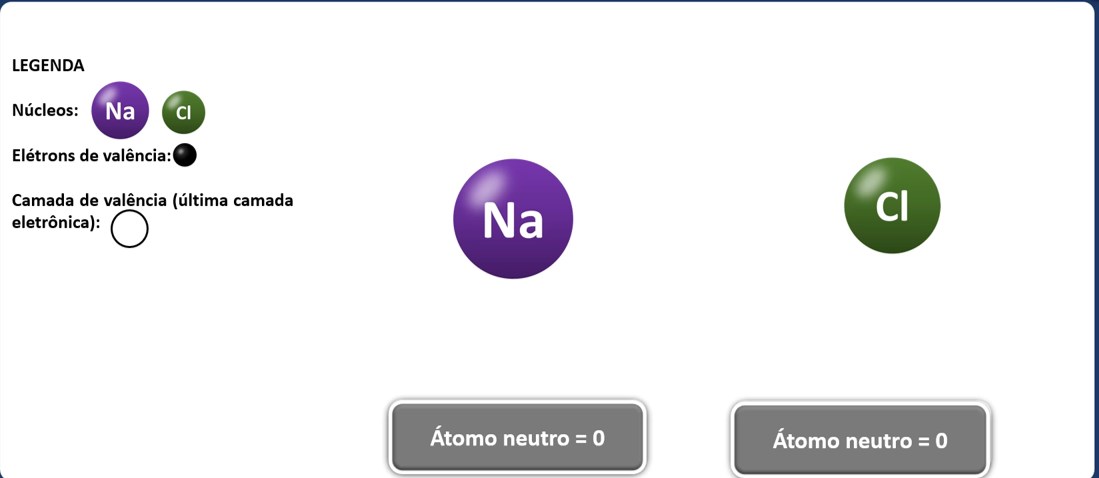 LEGENDA
Núcleos: Na Cl
Elétrons de valência:
Camada de valência (última camada
eletrônica):
Na
Cl
Átomo neutro = 0
Átomo neutro = 0